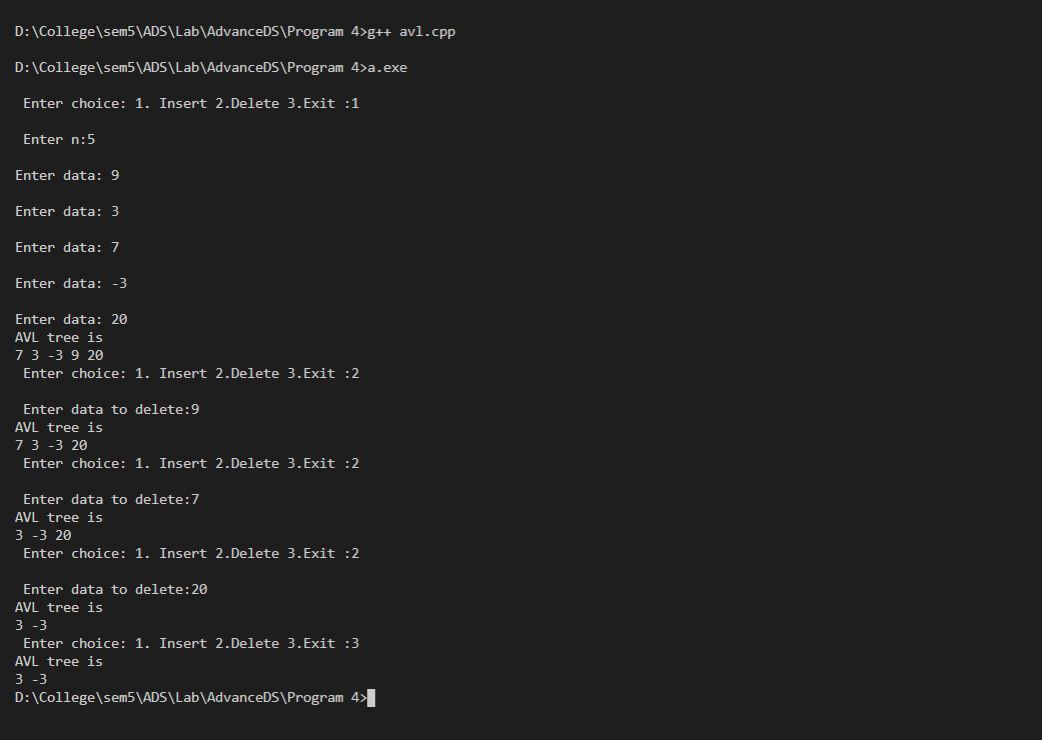 D:\College\sem5\ADS\Lab\AdvanceDS\Program 4>g++ avl.cpp
D:\College\sem5\ADS\Lab\AdvanceDS\Program 4>a.exe
Enter choice: 1. Insert 2.Delete 3.Exit :1
Enter n:5
Enter data: 9
Enter data: 3
Enter data: 7
Enter data: -3
Enter data: 20
AVL tree is
7 3 -3 9 20
Enter choice: 1. Insert 2.Delete 3.Exit :2
Enter data to delete:9
AVL tree is
7 3 -3 20
Enter choice: 1. Insert 2.Delete 3.Exit :2
Enter data to delete:7
AVL tree is
3 -3 20
Enter choice: 1. Insert 2.Delete 3.Exit :2
Enter data to delete:20
AVL tree is
3 -3
Enter choice: 1. Insert 2.Delete 3.Exit :3
AVL tree is
3 -3
D:\College\sem5\ADS\Lab\AdvanceDS\Program 4>